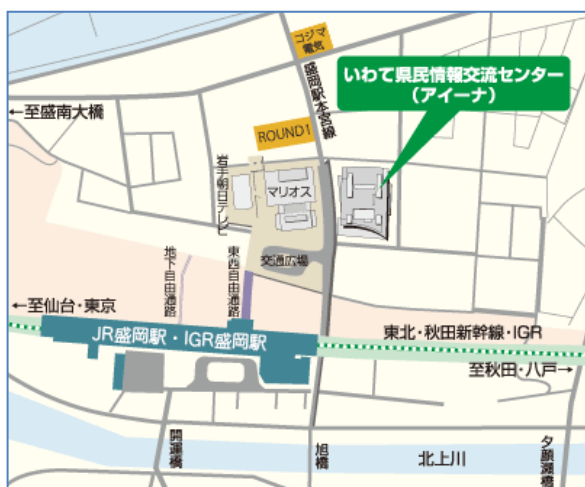 コジマ
電気
盛岡駅本宮線
いわて県民情報交流センター
（アイーナ）
←至盛南大橋
ROUND1
岩手朝日テレビ
マリオス
交通広場
地下自由通路
東西自由通路
←至仙台・東京
JR盛岡駅・IGR盛岡駅
東北・秋田新幹線・IGR
至秋田・八戸→
開運橋
旭橋
北上川
夕顔瀬橋